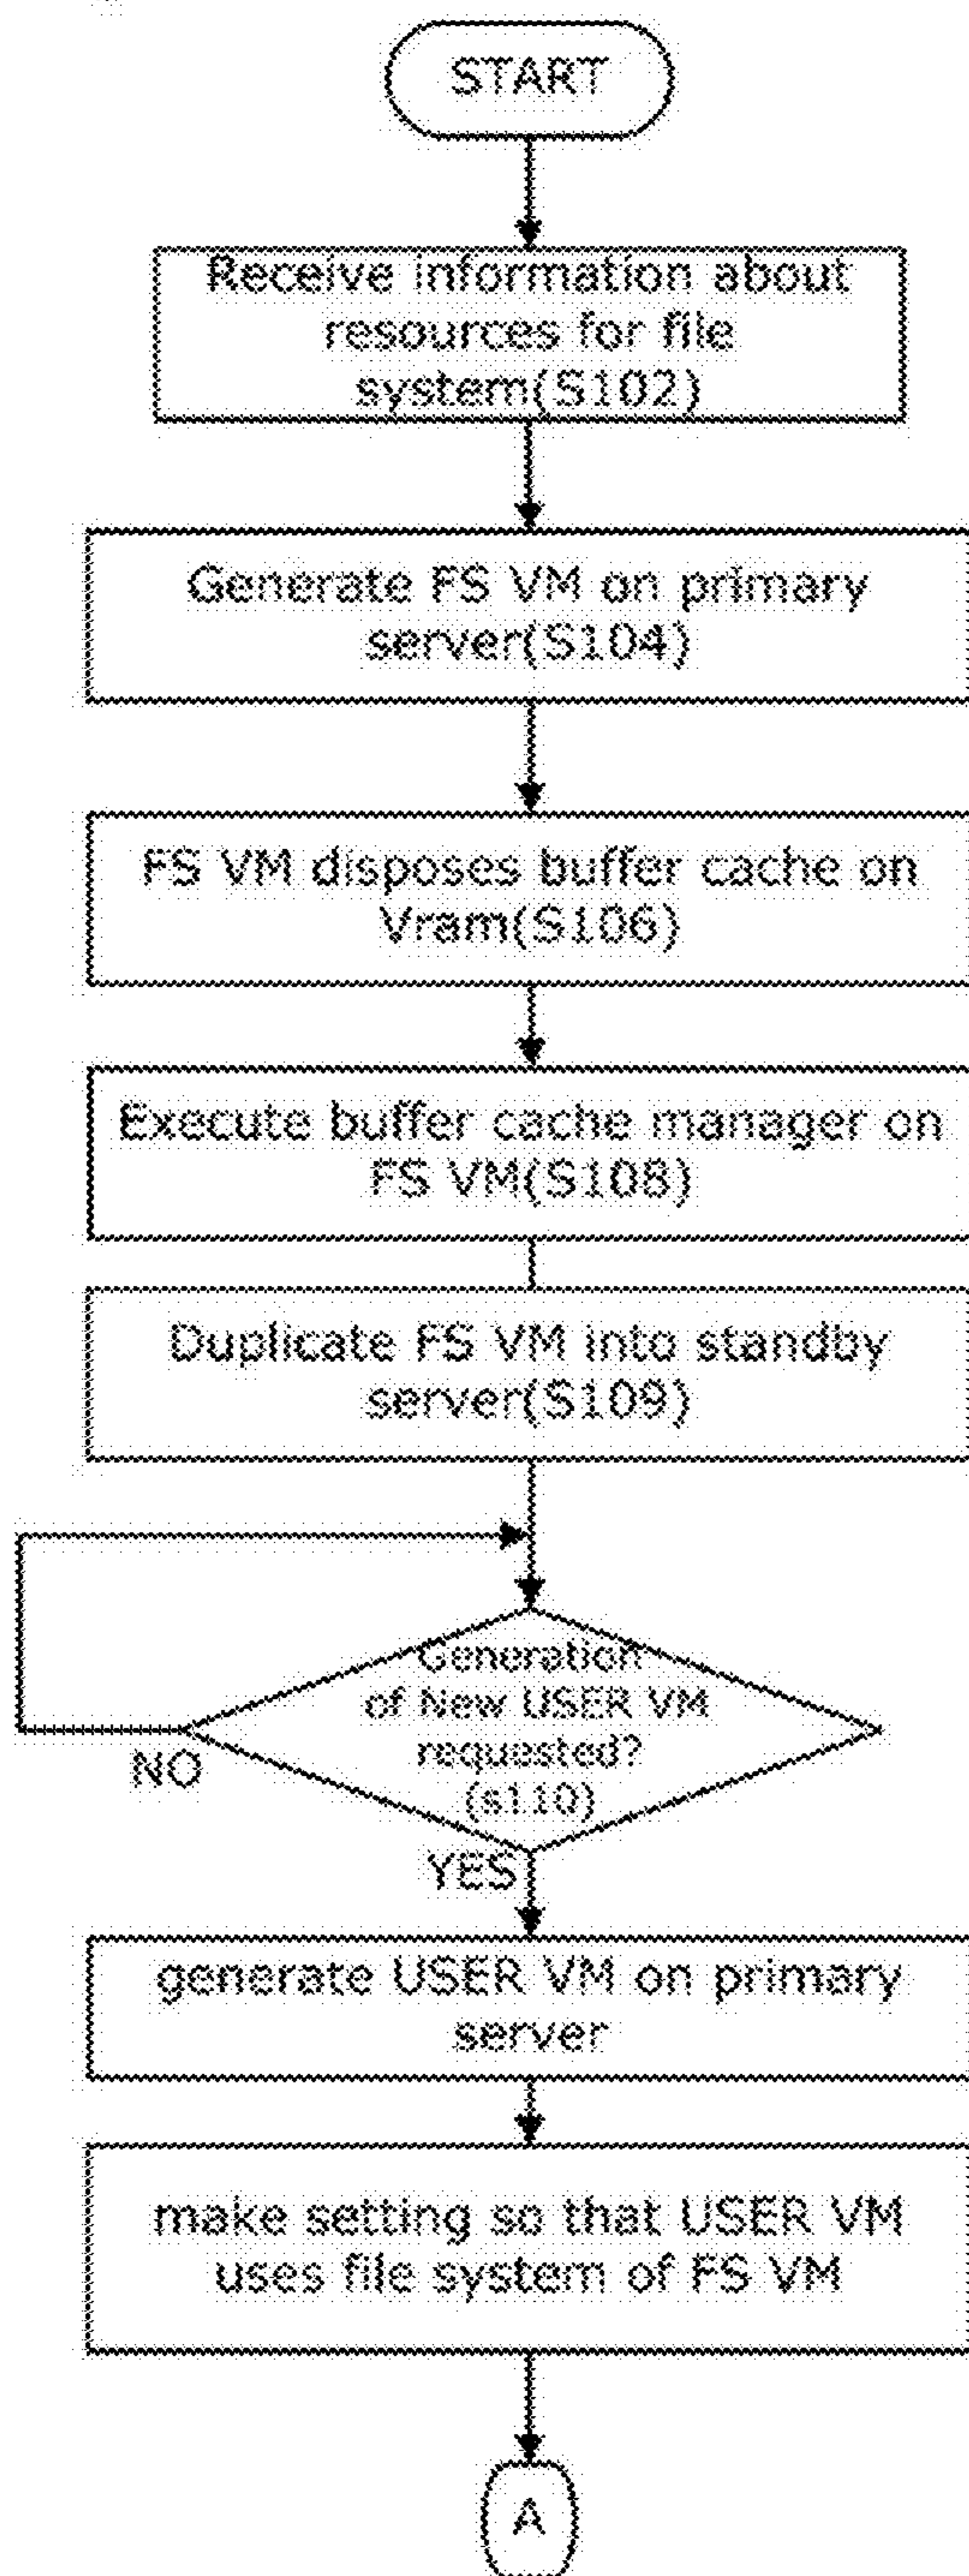 START
Receive information about
resources for file
system(S102)
Generate FS VM on primary
server(S104)
FS VM disposes buffer cache on
Vram(S106)
Execute buffer cache manager on
FS VM(S108)
Duplicate FS VM into standby
server(S109)
Generation
of New USER VM
requested?
(s110)
NO
YES
generate USER VM on primary
server
make setting so that USER VM
uses file system of FS VM
A